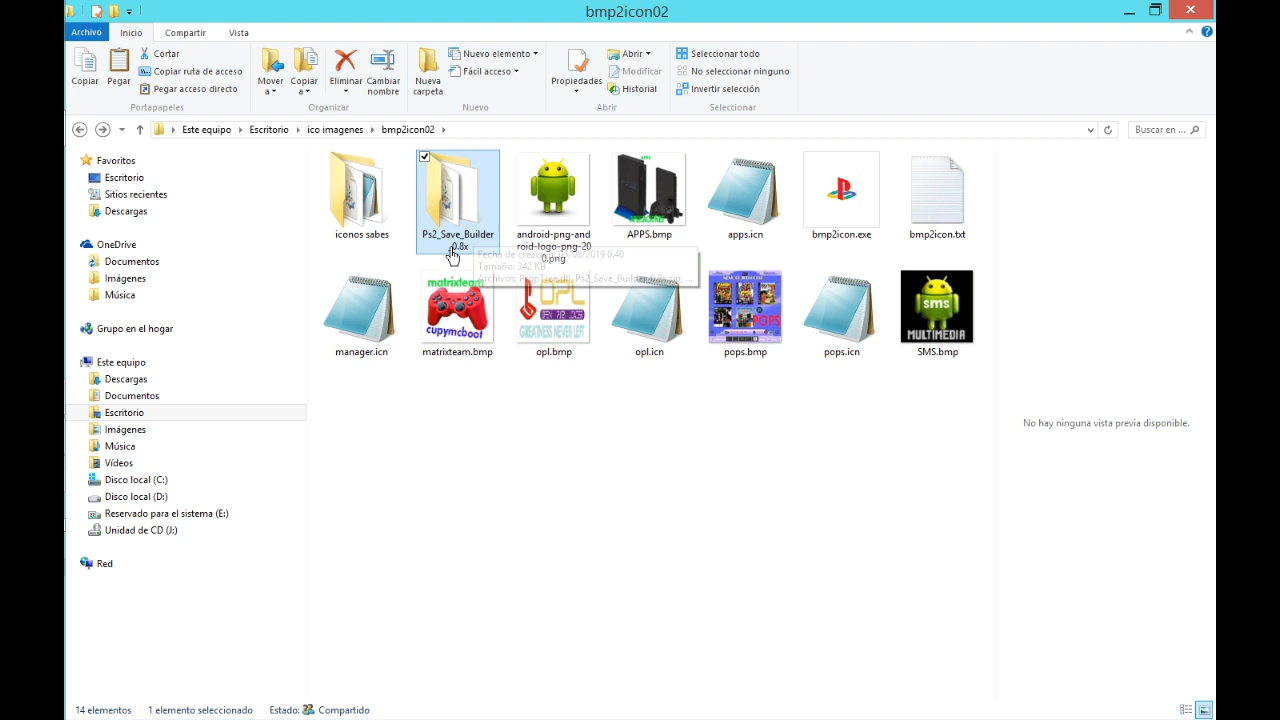 bmp2icon02
Archivo Inicio Compartir Vista
Copiar Pegar Cortar Copiar ruta de acceso Pegar acceso directo
Portapapeles
Mover a Copiar a Eliminar Cambiar nombre
Organizar
Nueva carpeta Nuevo elemento Fácil acceso
Nuevo
Propiedades Abrir Modificar Historial
Abrir
Seleccionar todo
No seleccionar ninguno
Invertir selección
Seleccionar
Este equipo Escritorio ico imagenes bmp2icon02
Buscar en ...
Favoritos
Escritorio
Sitios recientes
Descargas
OneDrive
Documentos
Imágenes
Música
Grupo en el hogar
Este equipo
Descargas
Documentos
Escritorio
Imágenes
Música
Vídeos
Disco local (C:)
Disco local (D:)
Reservado para el sistema (E:)
Unidad de CD (J:)
Red
iconos sabes
Ps2_Save_Builder
0.8x
android-png-and
roid-logo-png-20
0.png
APPS.bmp
apps.icn
bmp2icon.exe
bmp2icon.txt
Tamaño: 342 KB
manager.icn
matrixteam
cupymcboot
matrixteam.bmp
OPL
GREATNESS NEVER LEFT
opl.bmp
opl.icn
POPS
pops.bmp
pops.icn
sms
MULTIMEDIA
SMS.bmp
No hay ninguna vista previa disponible.
14 elementos 1 elemento seleccionado Estado: Compartido